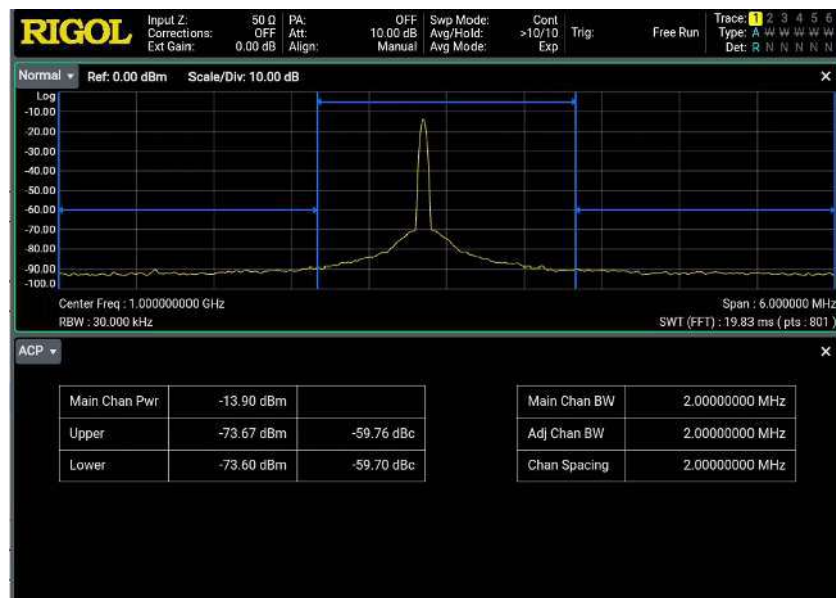 RIGOL
Input Z: 50 Ω PA: OFF Swp Mode: Cont Trace: 1 2 3 4 5 6
Corrections: OFF Att: 10.00 dB Avg/Hold: >10/10 Trig: Free Run Type: A W W W W W
Ext Gain: 0.00 dB Align: Manual Avg Mode: Exp Det: R N N N N N
Normal Ref: 0.00 dBm Scale/Div: 10.00 dB
Log
-10.00
-20.00
-30.00
-40.00
-50.00
-60.00
-70.00
-80.00
-90.00
-100.0
Center Freq : 1.000000000 GHz Span : 6.000000 MHz
RBW : 30.000 kHz SWT (FFT) : 19.83 ms ( pts : 801 )
ACP
Main Chan Pwr -13.90 dBm Main Chan BW 2.00000000 MHz
Upper -73.67 dBm -59.76 dBc Adj Chan BW 2.00000000 MHz
Lower -73.60 dBm -59.70 dBc Chan Spacing 2.00000000 MHz